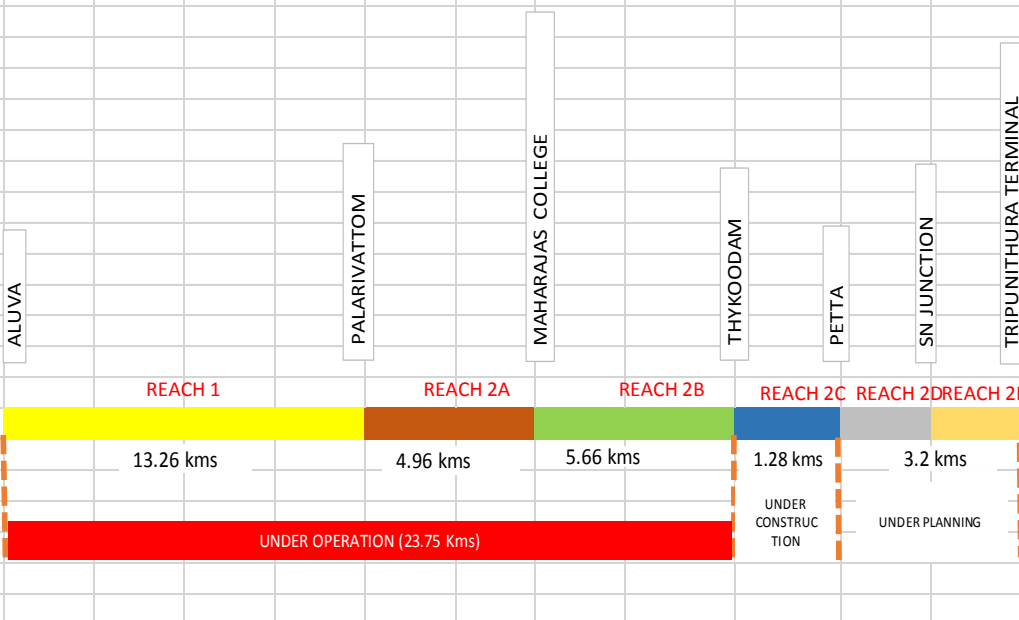 ALUVA
PALARIVATTOM
MAHARAJAS COLLEGE
THYKOODAM
PETTA
SN JUNCTION
TRIPUNITHURA TERMINAL
REACH 1
REACH 2A
REACH 2B
REACH 2C
REACH 2D
REACH
13.26 kms
4.96 kms
5.66 kms
1.28 kms
3.2 kms
UNDER
CONSTRUC
TION
UNDER PLANNING
UNDER OPERATION (23.75 Kms)